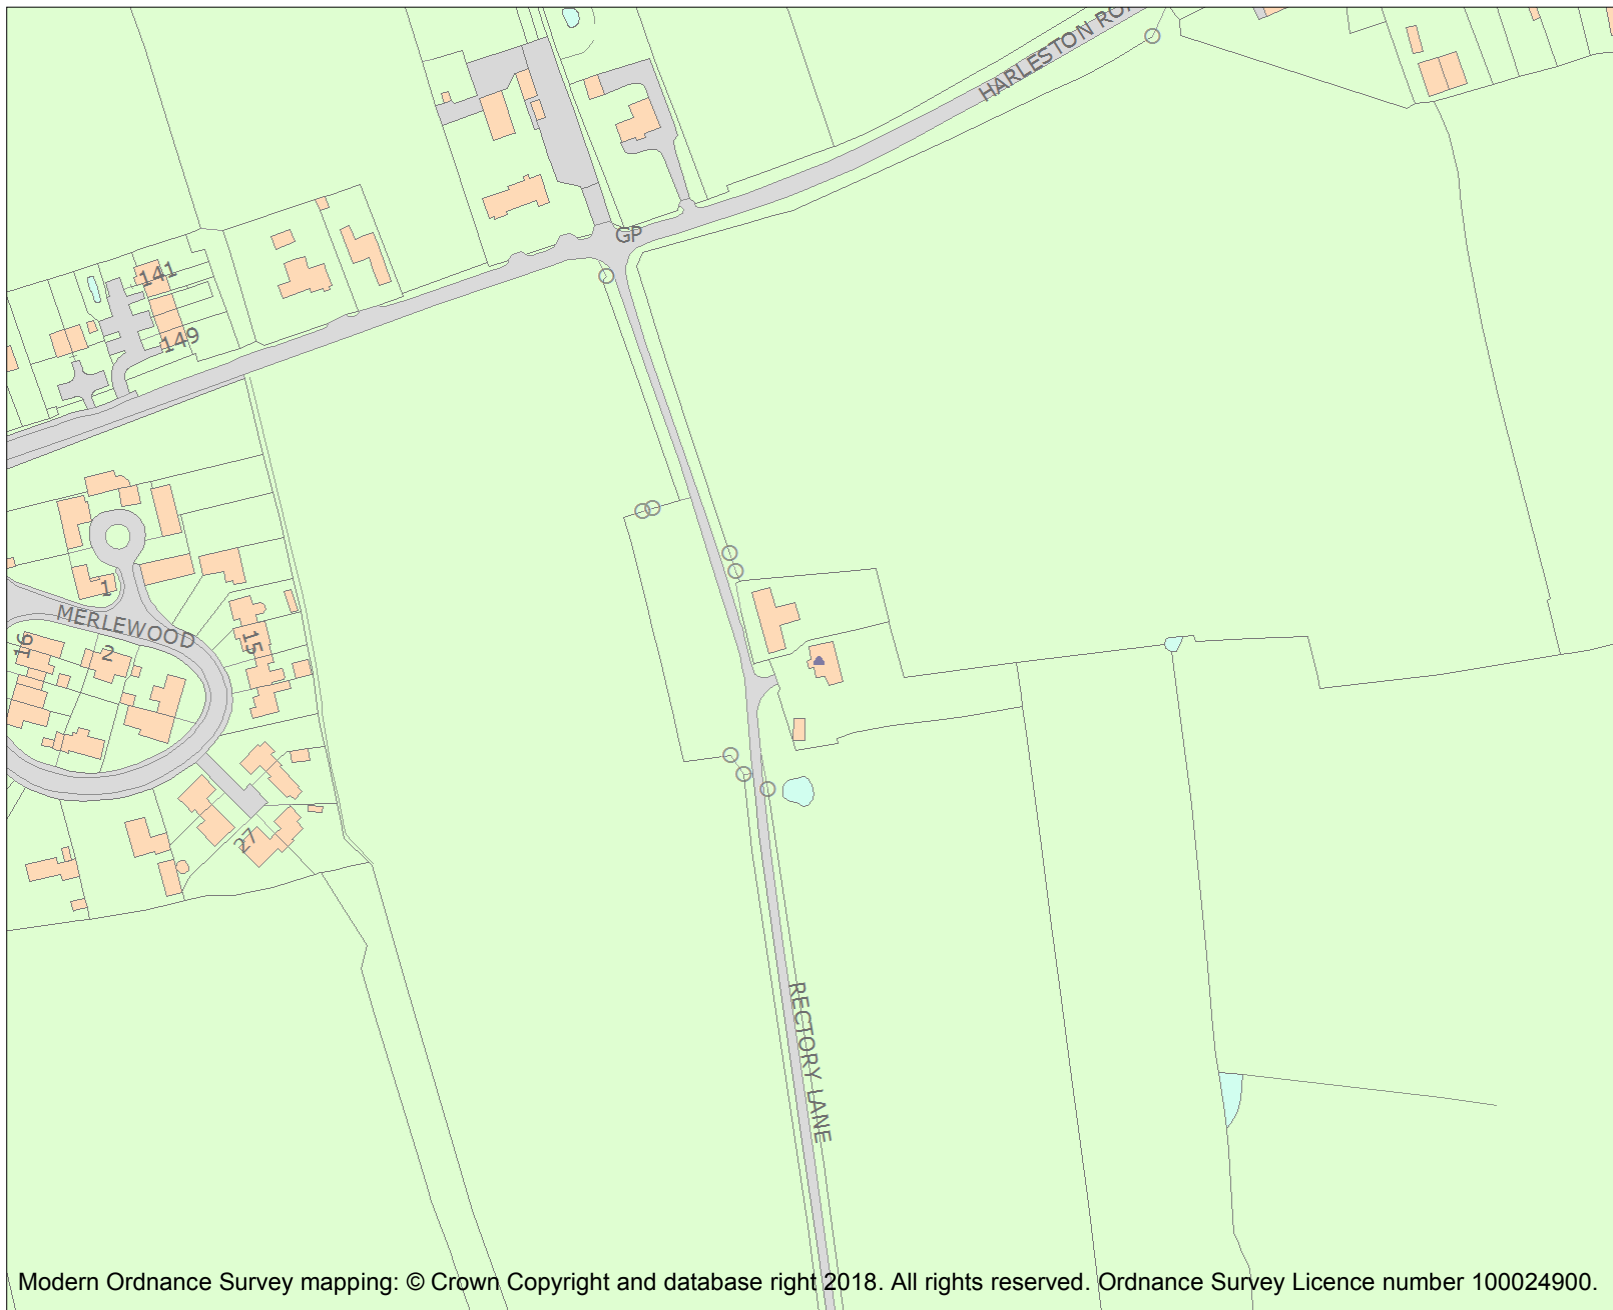 HARLESTON RO
GP
141
149
1
MERLEWOOD
16
2
15
27
RECTORY LANE
Modern Ordnance Survey mapping: © Crown Copyright and database right 2018. All rights reserved. Ordnance Survey Licence number 100024900.